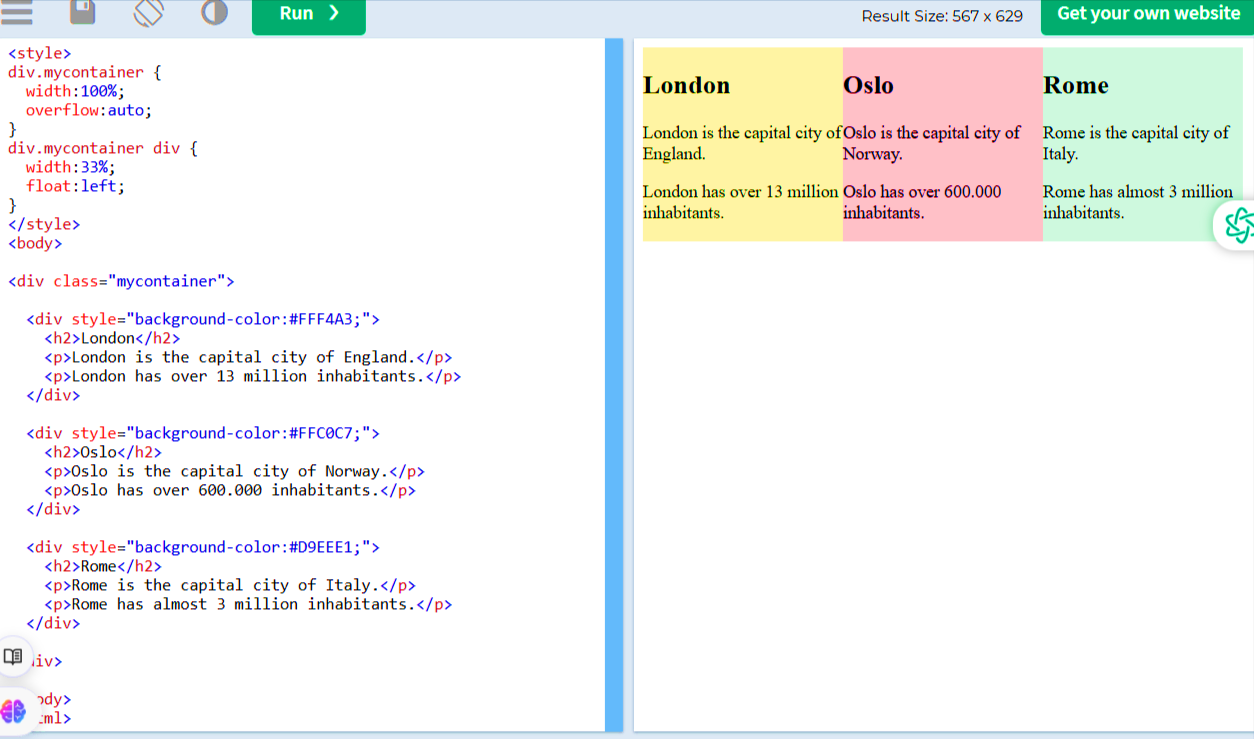 Run ❯
Result Size: 567 x 629
Get your own website
<style>
div.mycontainer {
  width:100%;
  overflow:auto;
}
div.mycontainer div {
  width:33%;
  float:left;
}
</style>
<body>
<div class="mycontainer">
  <div style="background-color:#FFF4A3;">
    <h2>London</h2>
    <p>London is the capital city of England.</p>
    <p>London has over 13 million inhabitants.</p>
  </div>
  <div style="background-color:#FFC0C7;">
    <h2>Oslo</h2>
    <p>Oslo is the capital city of Norway.</p>
    <p>Oslo has over 600.000 inhabitants.</p>
  </div>
  <div style="background-color:#D9EEE1;">
    <h2>Rome</h2>
    <p>Rome is the capital city of Italy.</p>
    <p>Rome has almost 3 million inhabitants.</p>
  </div>
iv>
ody>
ml>
London
London is the capital city of
England.
London has over 13 million
inhabitants.
Oslo
Oslo is the capital city of
Norway.
Oslo has over 600.000
inhabitants.
Rome
Rome is the capital city of
Italy.
Rome has almost 3 million
inhabitants.